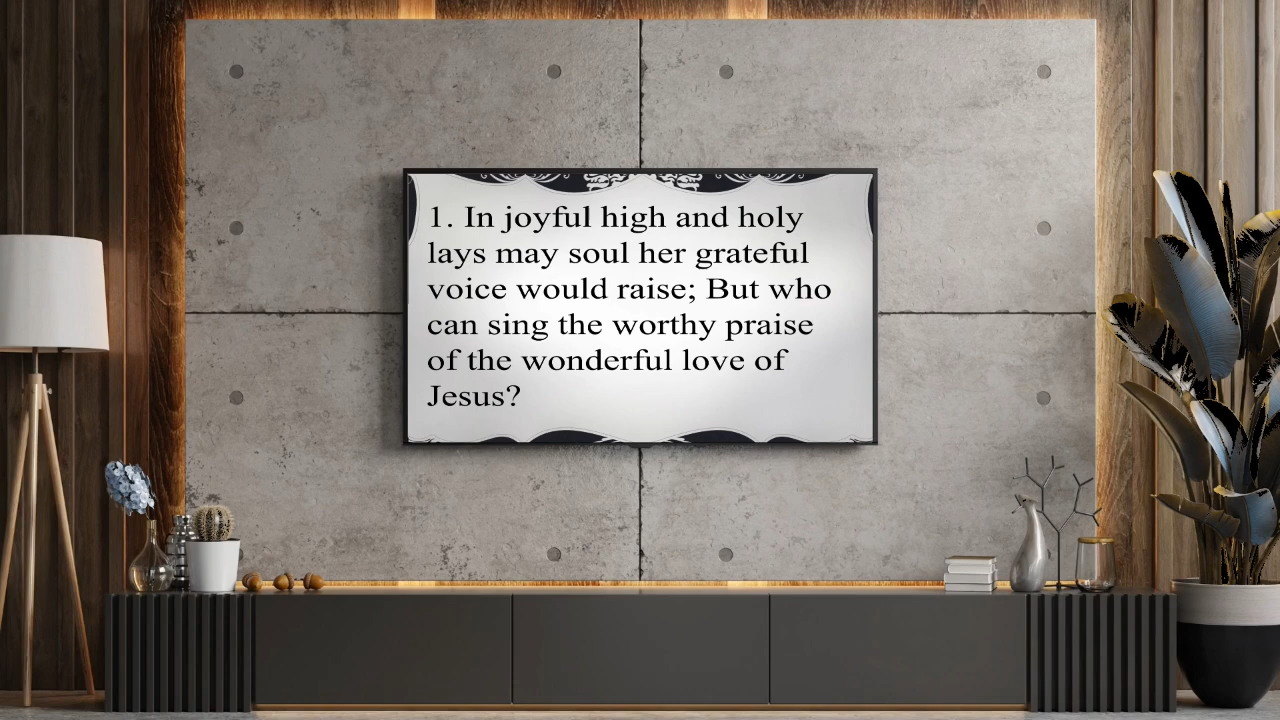 1. In joyful high and holy
lays may soul her grateful
voice would raise; But who
can sing the worthy praise
of the wonderful love of
Jesus?